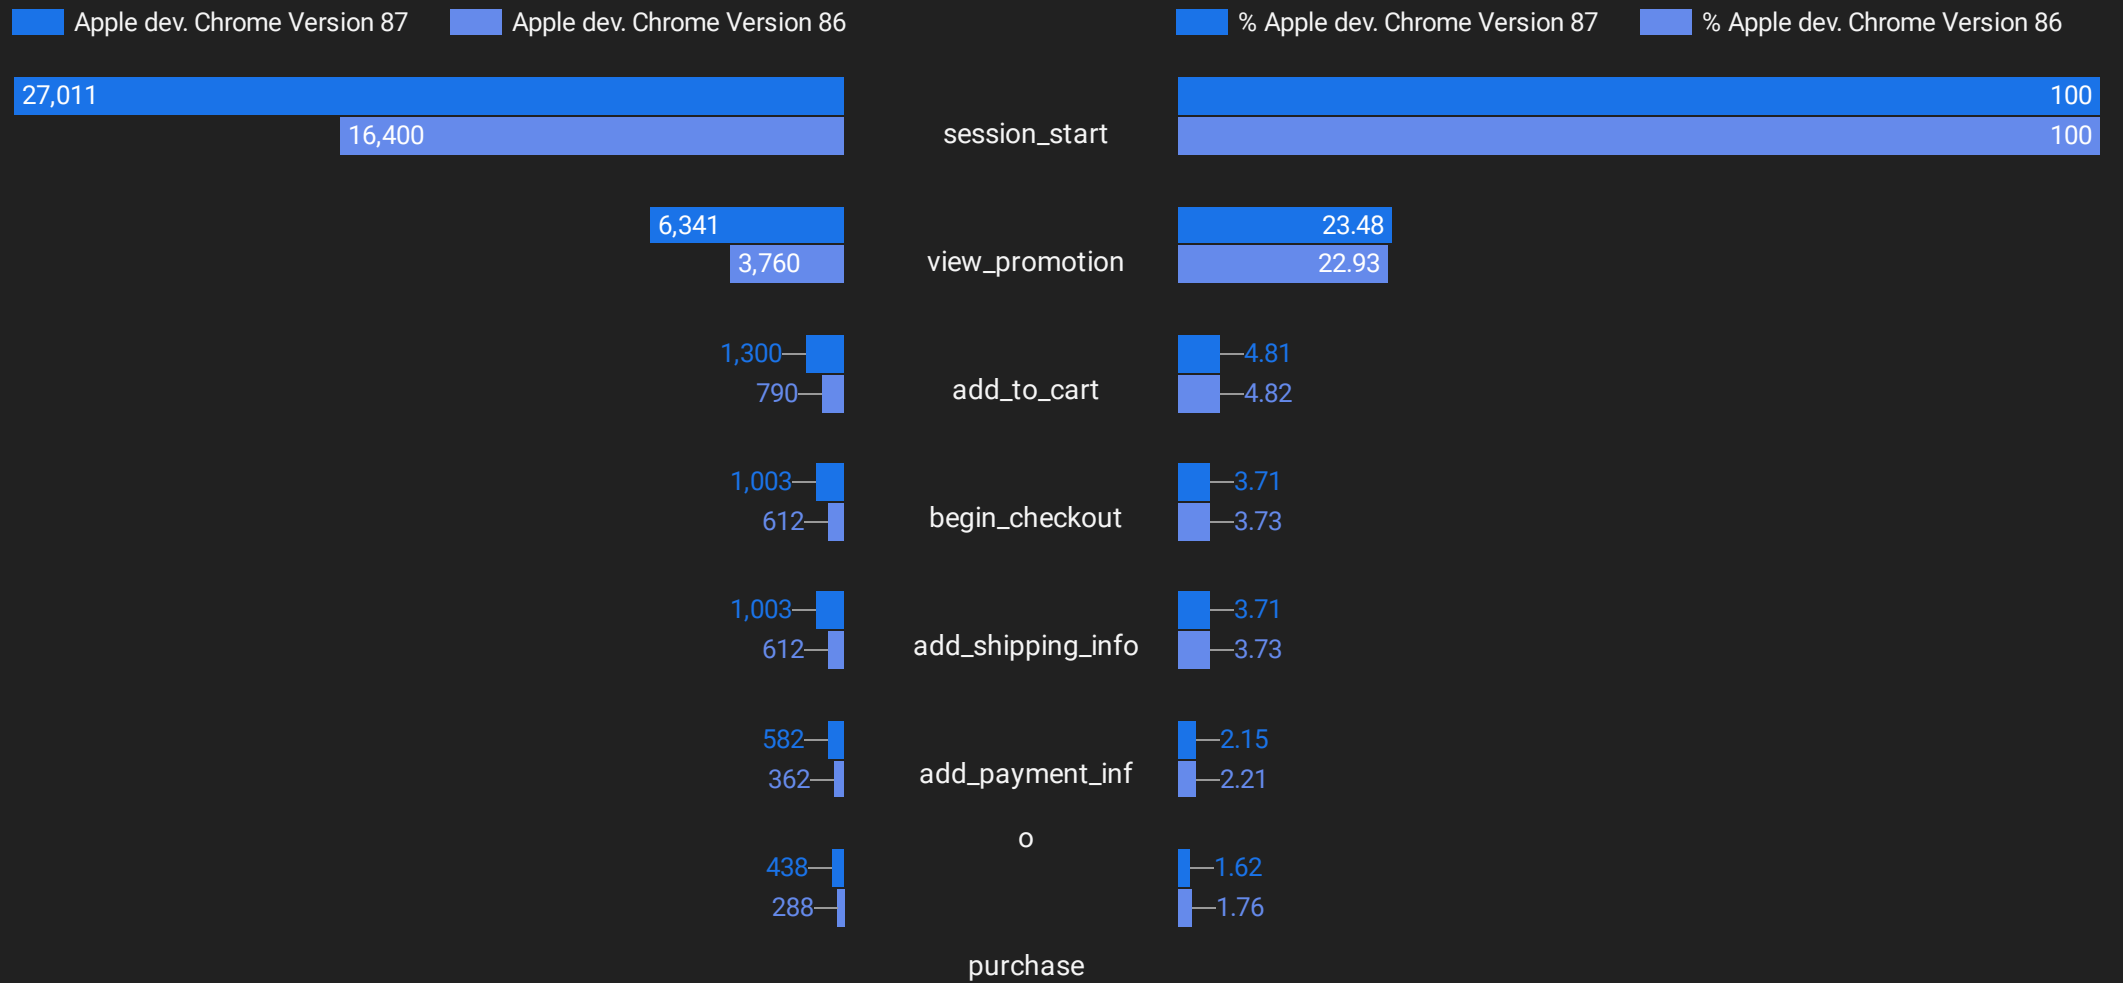 Apple dev. Chrome Version 87 Apple dev. Chrome Version 86 % Apple dev. Chrome Version 87 % Apple dev. Chrome Version 86
27,011 100
16,400 session_start 100
6,341 23.48
3,760 view_promotion 22.93
1,300 4.81
790 add_to_cart 4.82
1,003 3.71
612 begin_checkout 3.73
1,003 3.71
612 add_shipping_info 3.73
582 2.15
362 add_payment_inf 2.21
o
438 1.62
288 1.76
purchase